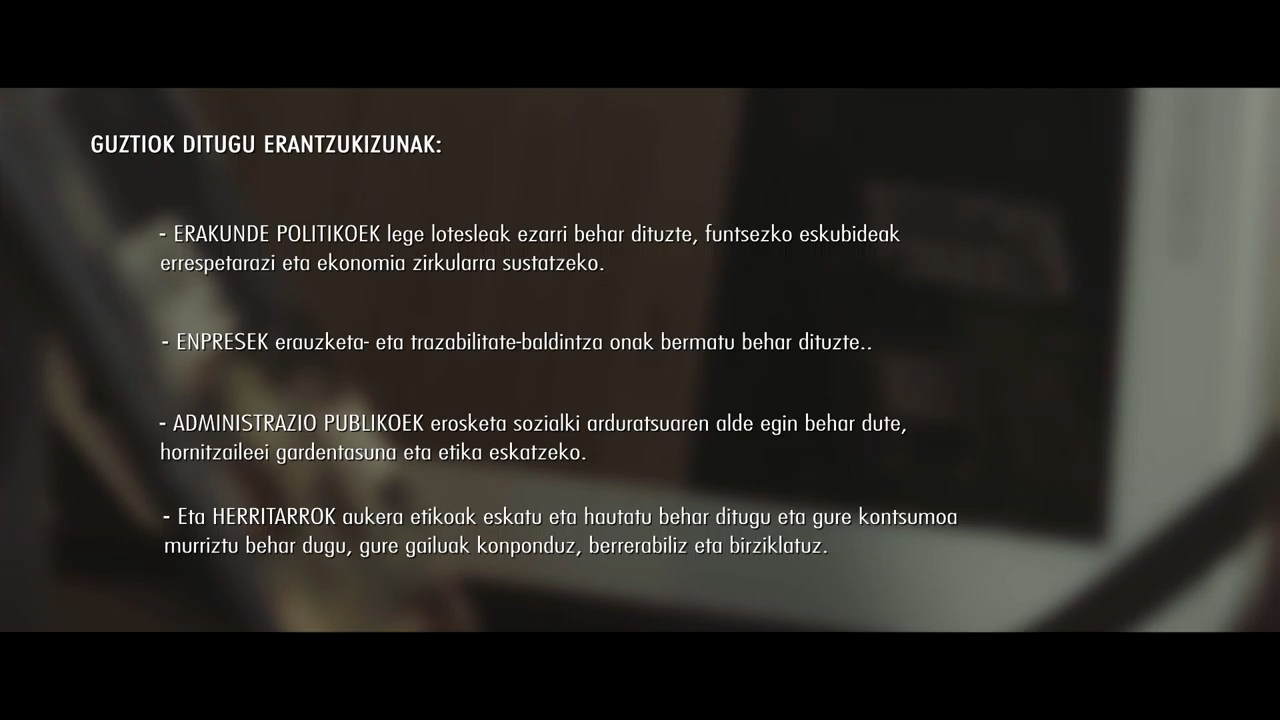 GUZTIOK DITUGU ERANTZUKIZUNAK:
- ERAKUNDE POLITIKOEK lege lotesleak ezarri behar dituzte, funtsezko eskubideak
errespetarazi eta ekonomia zirkularra sustatzeko.
- ENPRESEK erauzketa- eta trazabilitate-baldintza onak bermatu behar dituzte..
- ADMINISTRAZIO PUBLIKOEK erosketa sozialki arduratsuaren alde egin behar dute,
hornitzaileei gardentasuna eta etika eskatzeko.
- Eta HERRITARROK aukera etikoak eskatu eta hautatu behar ditugu eta gure kontsumoa
murriztu behar dugu, gure gailuak konponduz, berrerabiliz eta birziklatuz.